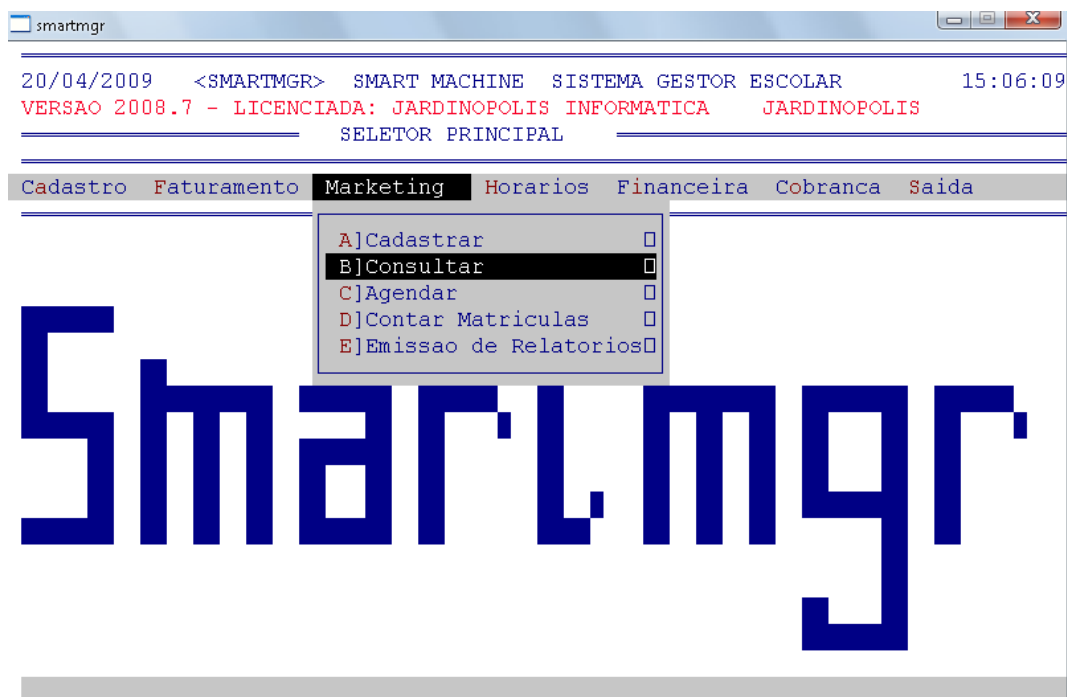 smartmgr
20/04/2009 <SMARTMGR> SMART MACHINE SISTEMA GESTOR ESCOLAR 15:06:09
VERSAO 2008.7 - LICENCIADA: JARDINOPOLIS INFORMATICA JARDINOPOLIS
SELETOR PRINCIPAL
Cadastro Faturamento Marketing Horarios Financeira Cobranca Saida
A]Cadastrar
B]Consultar
C]Agendar
D]Contar Matriculas
E]Emissao de Relatorios
Smartmgr